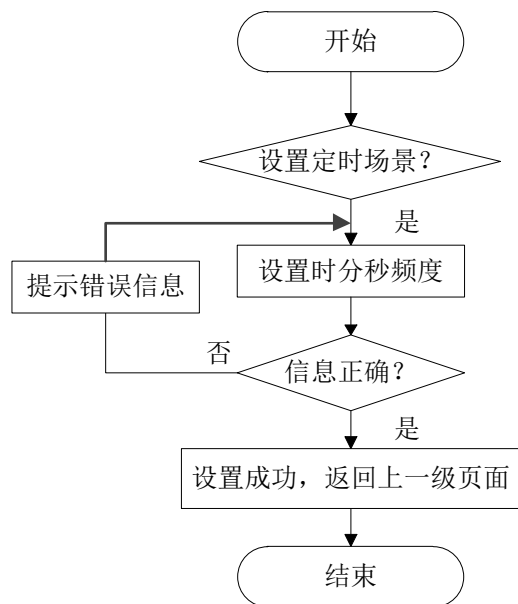 开始
设置定时场景？
是
设置时分秒频度
提示错误信息
否
信息正确？
是
设置成功，返回上一级页面
结束